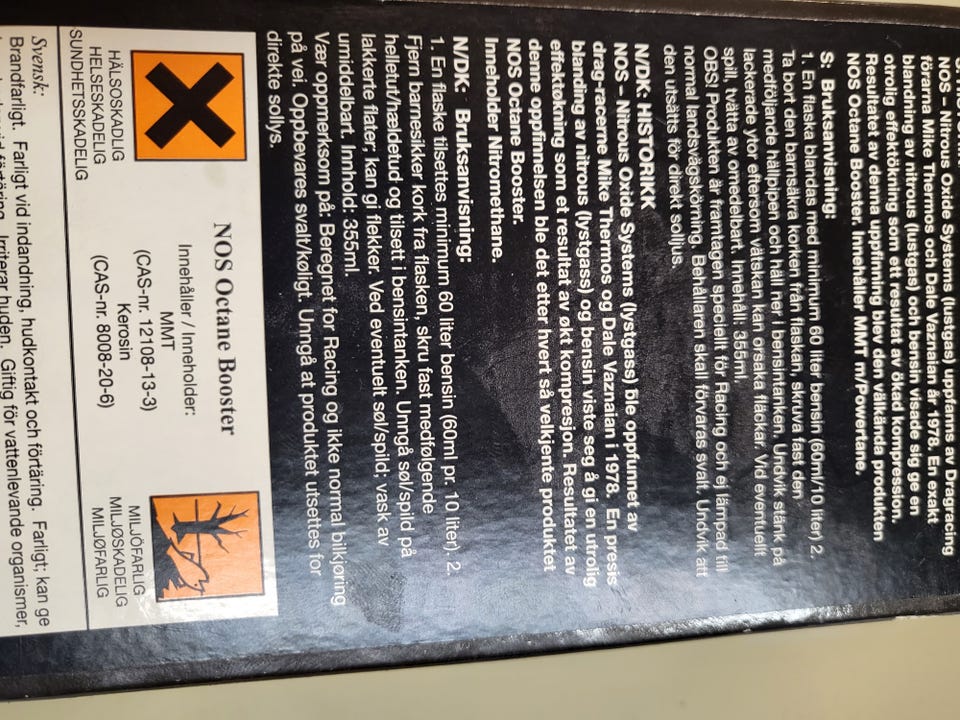 NOS – Nitrous Oxide Systems (lustgas) uppfanns av Dragracing
förarna Mike Thermos och Dale Vaznaian år 1978. En exakt
blandning av nitrous (lustgas) och bensin visade sig ge en
otrolig effektökning som ett resultat av ökad kompression.
Resultatet av denna uppfinning blev den välkända produkten
NOS Octane Booster. Innehåller MMT m/Powertane.
S: Bruksanvisning:
1. En flaska blandas med minimum 60 liter bensin (60ml/10 liter) 2.
Ta bort den barnsäkra korken från flaskan, skruva fast den
medföljande hällpipen och häll ner i bensintanken. Undvik stänk på
lackerade ytor eftersom vätskan kan orsaka fläckar. Vid eventuellt
spill, tvätta av omedelbart. Innehåll: 355ml.
OBS! Produkten är framtagen speciellt för Racing och ej lämpad till
normal landsvägskörning. Behållaren skall förvaras svalt. Undvik att
den utsätts för direkt solljus.
N/DK: HISTORIKK
NOS – Nitrous Oxide Systems (lystgass) ble oppfunnet av
drag-racerne Mike Thermos og Dale Vaznaian i 1978. En presis
blanding av nitrous (lystgass) og bensin viste seg å gi en utrolig
effektøkning som et resultat av økt kompresjon. Resultatet av
denne oppfinnelsen ble det etter hvert så velkjente produktet
NOS Octane Booster.
Inneholder Nitromethane.
N/DK: Bruksanvisning:
1. En flaske tilsettes minimum 60 liter bensin (60ml pr. 10 liter). 2.
Fjern barnesikker kork fra flasken, skru fast medfølgende
helletut/hældetud og tilsett i bensintanken. Unngå søl/spild på
lakkerte flater, kan gi flekker. Ved eventuelt søl/spild, vask av
umiddelbart. Innhold: 355ml.
Vær oppmerksom på: Beregnet for Racing og ikke normal bilkjøring
på vei. Oppbevares svalt/kølgt. Unngå at produktet utsettes for
direkte sollys.
HÄLSOSKADLIG
HELSESKADELIG
SUNDHETSSKADELIG
NOS Octane Booster
Innehåller / Inneholder:
MMT
(CAS-nr. 12108-13-3)
Kerosin
(CAS-nr. 8008-20-6)
MILJÖFARLIG
MILJØSKADELIG
MILJØFARLIG
Svensk:
Brandfarligt. Farligt vid indandning, hudkontakt och förtäring. Farligt; kan ge
förtäring. Irriterar huden. Giftig för vattenlevande organismer,